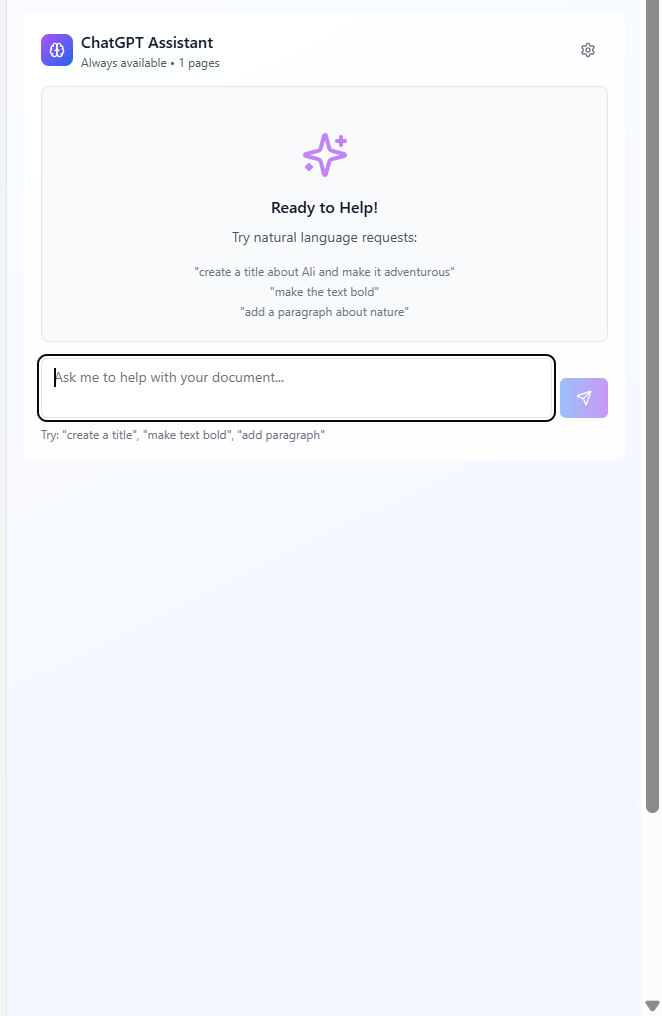 ChatGPT Assistant
Always available • 1 pages
Ready to Help!
Try natural language requests:
"create a title about Ali and make it adventurous"
"make the text bold"
"add a paragraph about nature"
Ask me to help with your document...
Try: "create a title", "make text bold", "add paragraph"